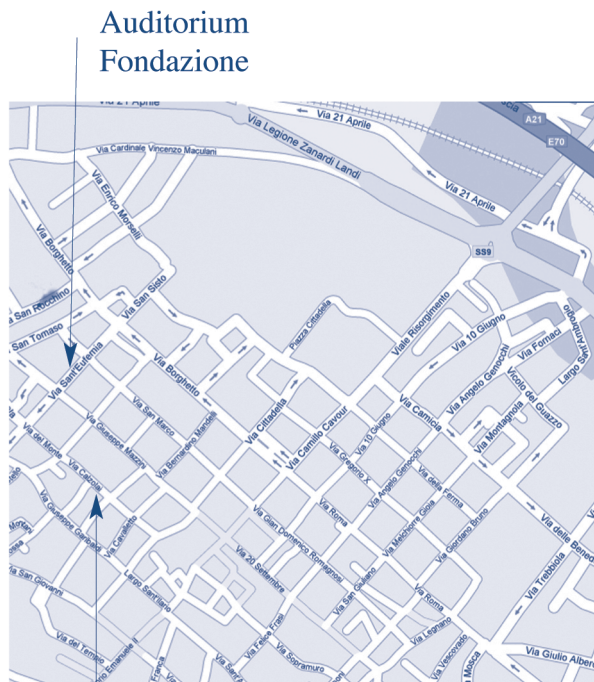 Auditorium
Fondazione
Via 21 Aprile
Via 21 Aprile
A21
E70
Via Legione Zanardi Landi
Via Cardinale Vincenzo Maculani
Via 21 Aprile
Via Enrico Morselli
Via Borghetto
SS9
Via San Sisto
San Rocchino
San Tomaso
Piazza Cittadella
Viale Risorgimento
Via 10 Giugno
Largo Sant'Ambrogio
Via Fornaci
Via Angelo Genocchi
Vicolo del Guazzo
Via Sant'Eufemia
Via Borghetto
Via San Marco
Via Cittadella
Via Camillo Cavour
Via 10 Giugno
Via Camicia
Via Montagnola
Via Giuseppe Mazzini
Via Bernardino Mandelli
Via del Monte
Via Cazzola
Via Gregorio X
Via Angelo Genocchi
Via della Ferma
Via Giuseppe Garibaldi
Via Cavalletto
Via Roma
Via Melchiorre Gioia
Via Giordano Bruno
Via delle Bened
Via Gian Domenico Romagnosi
Via 20 Settembre
Via Trebbiola
Via San Giovanni
Largo Sant'Ilario
Via San Giuliano
Via Roma
Via Legnano
Via del Tempio
Via Felice Frasi
Via Sopramuro
Via Vescovado
Via Giulio Alber
Mosca